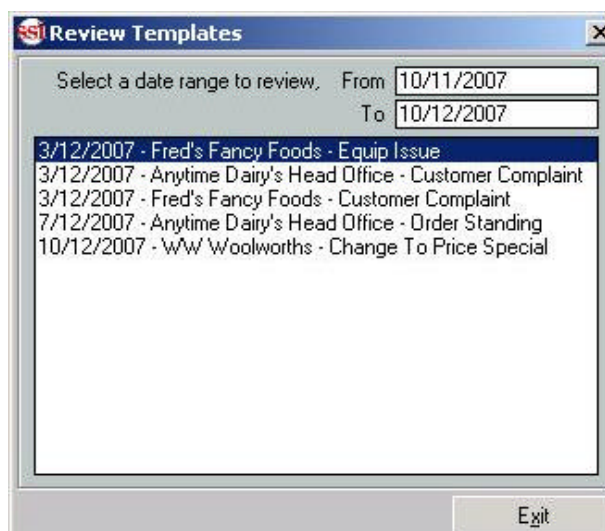 SSI Review Templates
Select a date range to review, From 10/11/2007
To 10/12/2007
3/12/2007 - Fred's Fancy Foods - Equip Issue
3/12/2007 - Anytime Dairy's Head Office - Customer Complaint
3/12/2007 - Fred's Fancy Foods - Customer Complaint
7/12/2007 - Anytime Dairy's Head Office - Order Standing
10/12/2007 - WW Woolworths - Change To Price Special
Exit